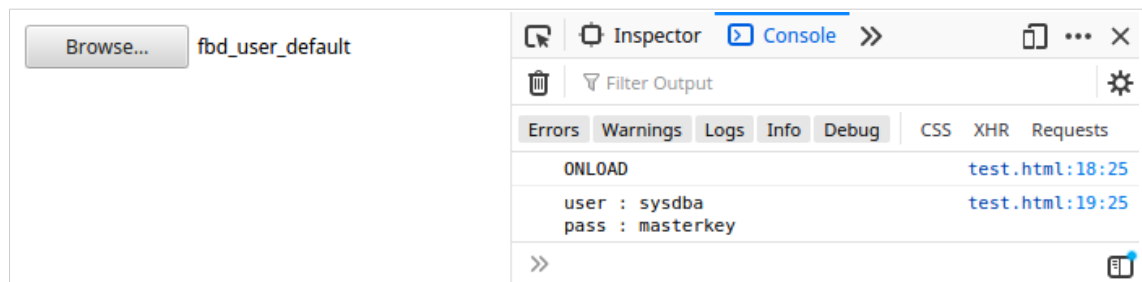 Browse... fbd_user_default
Inspector Console
Filter Output
Errors Warnings Logs Info Debug CSS XHR Requests
ONLOAD test.html:18:25
user : sysdba test.html:19:25
pass : masterkey